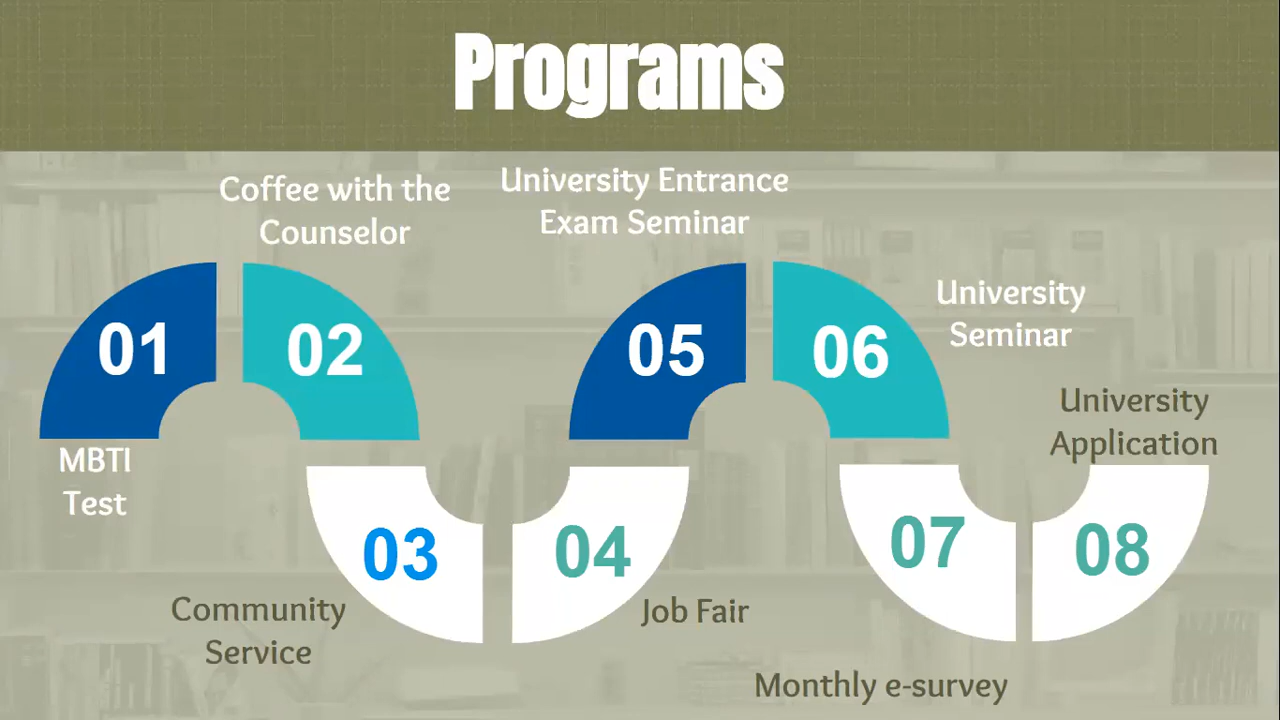 Programs
01
MBTI
Test
02
Coffee with the
Counselor
03
Community
Service
04
Job Fair
05
University Entrance
Exam Seminar
06
University
Seminar
07
Monthly e-survey
08
University
Application